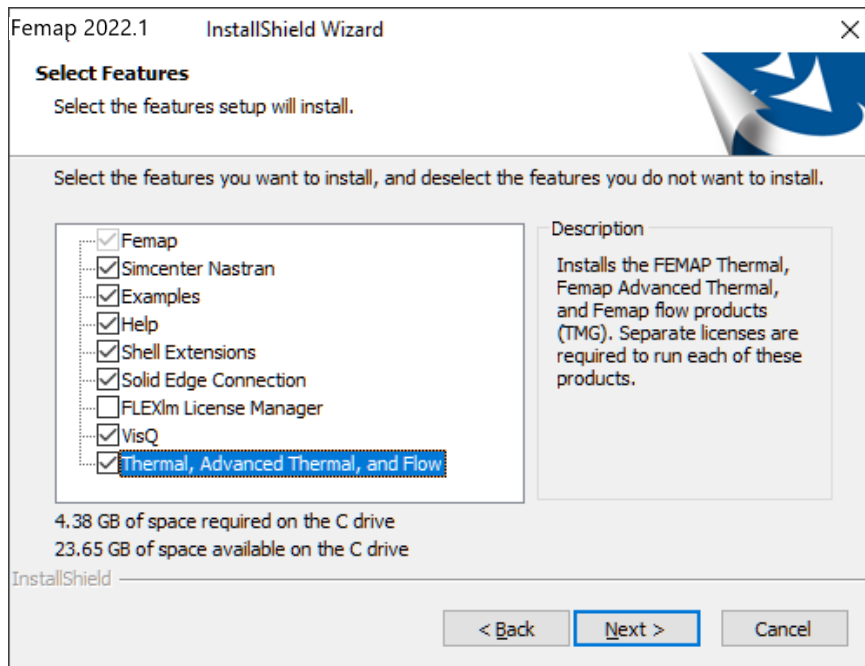 Femap 2022.1 InstallShield Wizard
Select Features
Select the features setup will install.
Select the features you want to install, and deselect the features you do not want to install.
Femap
Simcenter Nastran
Examples
Help
Shell Extensions
Solid Edge Connection
FLEXlm License Manager
VisQ
Thermal, Advanced Thermal, and Flow
Description
Installs the FEMAP Thermal,
Femap Advanced Thermal,
and Femap flow products
(TMG). Separate licenses are
required to run each of these
products.
4.38 GB of space required on the C drive
23.65 GB of space available on the C drive
InstallShield
< Back Next > Cancel